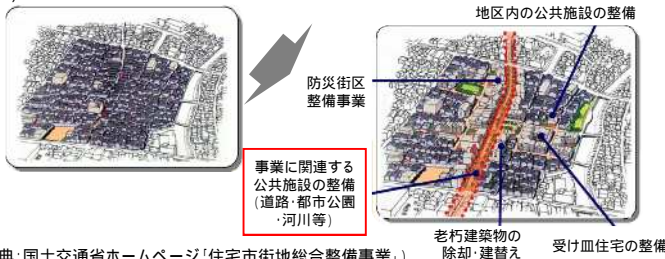 地区内の公共施設の整備
防災街区
整備事業
事業に関連する
公共施設の整備
(道路・都市公園
・河川等)
老朽建築物の
除却・建替え
受け皿住宅の整備
典:国土交通省ホームページ「住宅市街地総合整備事業」)